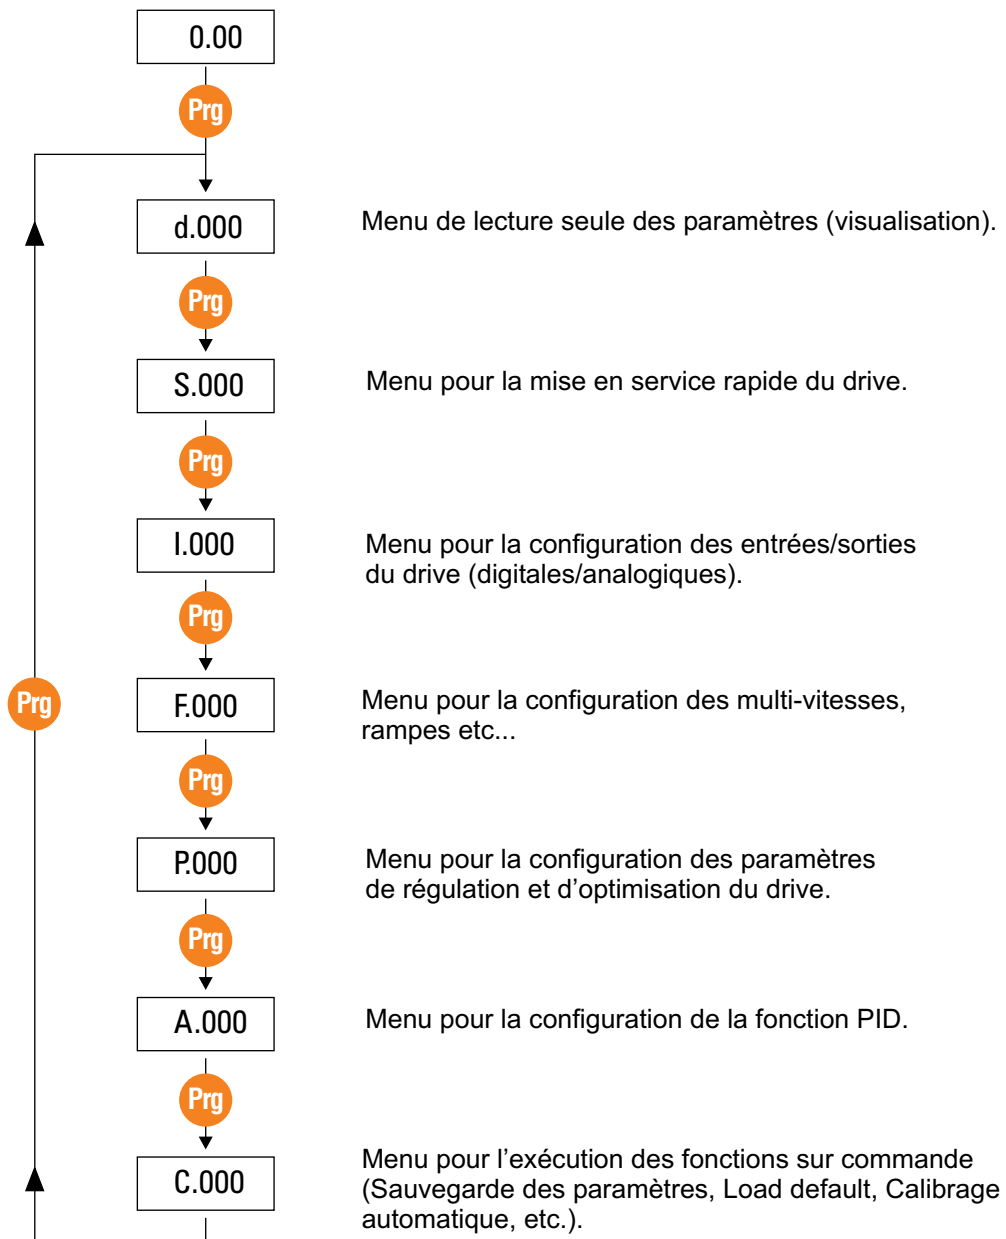 0.00
Prg
d.000
Menu de lecture seule des paramètres (visualisation).
Prg
S.000
Menu pour la mise en service rapide du drive.
Prg
I.000
Menu pour la configuration des entrées/sorties
du drive (digitales/analogiques).
Prg
Prg
F.000
Menu pour la configuration des multi-vitesses,
rampes etc...
Prg
P.000
Menu pour la configuration des paramètres
de régulation et d’optimisation du drive.
Prg
A.000
Menu pour la configuration de la fonction PID.
Prg
C.000
Menu pour l’exécution des fonctions sur commande
(Sauvegarde des paramètres, Load default, Calibrage
automatique, etc.).